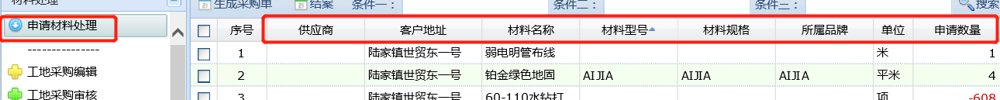 材料处理
生成采购单 结案 条件一： 条件二： 条件三： 搜索
申请材料处理
---------------
工地采购编辑
工地采购审核
序号 供应商 客户地址 材料名称 材料型号 材料规格 所属品牌 单位 申请数量
1 陆家镇世贸东一号 弱电明管布线 米 1
2 陆家镇世贸东一号 铂金绿色地固 AIJIA AIJIA AIJIA 平米 4
3 陆家镇世贸东一号 60-110水钻打 项 -608